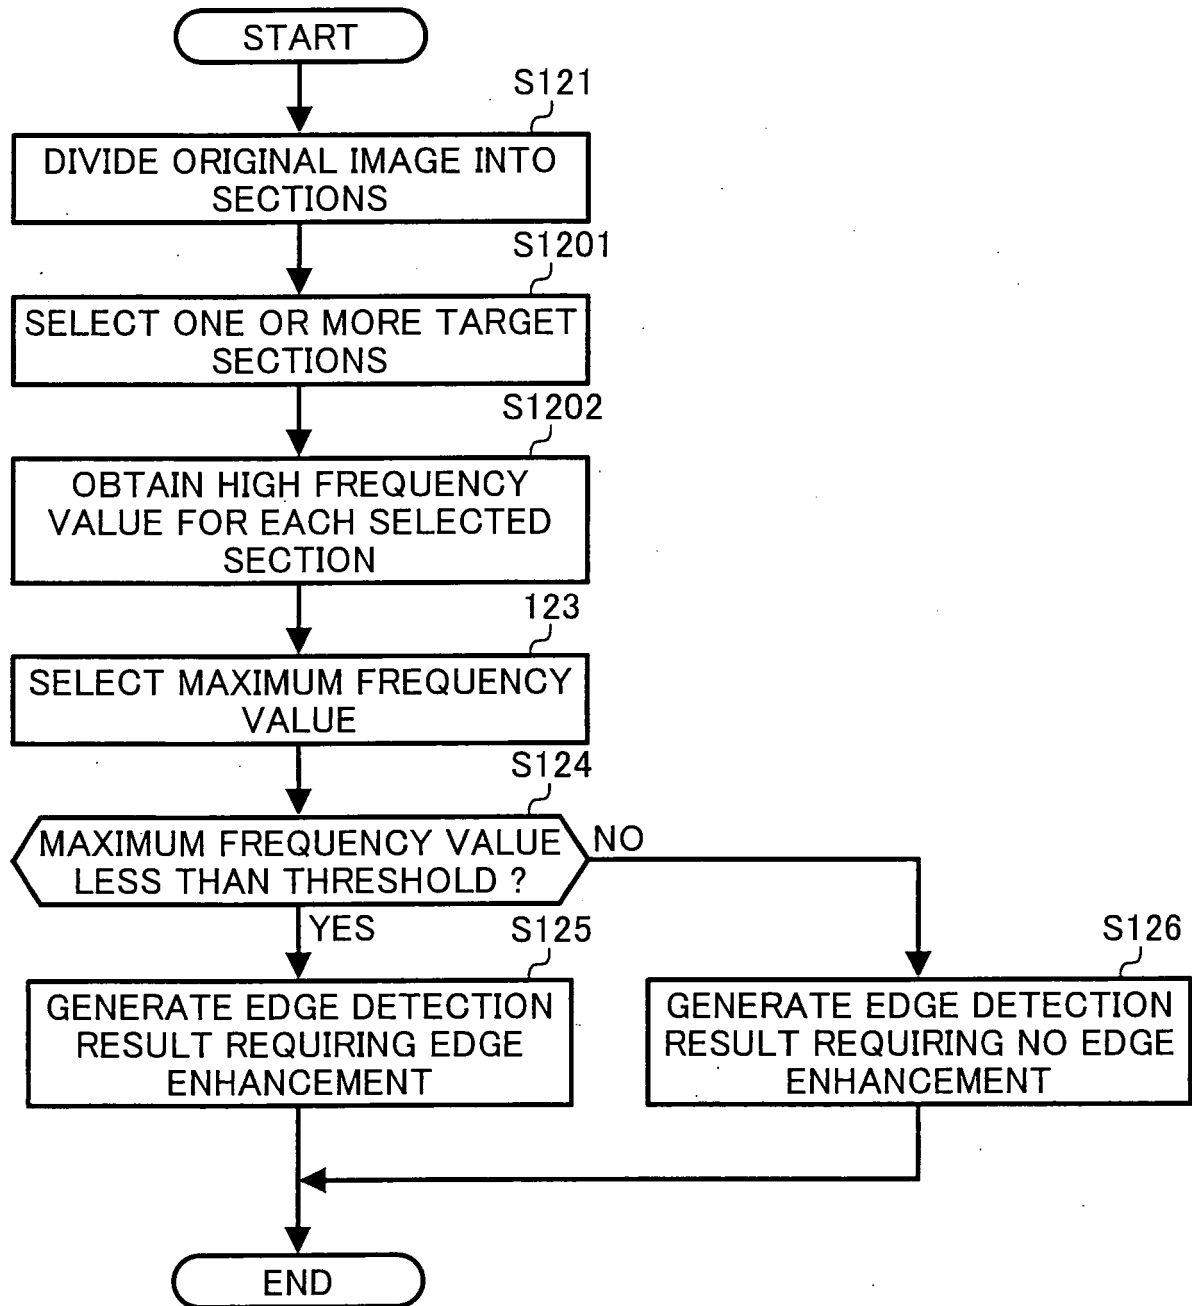 START
S121
DIVIDE ORIGINAL IMAGE INTO
SECTIONS
S1201
SELECT ONE OR MORE TARGET
SECTIONS
S1202
OBTAIN HIGH FREQUENCY
VALUE FOR EACH SELECTED
SECTION
123
SELECT MAXIMUM FREQUENCY
VALUE
S124
MAXIMUM FREQUENCY VALUE
LESS THAN THRESHOLD ?
NO
YES
S125
GENERATE EDGE DETECTION
RESULT REQUIRING EDGE
ENHANCEMENT
S126
GENERATE EDGE DETECTION
RESULT REQUIRING NO EDGE
ENHANCEMENT
END